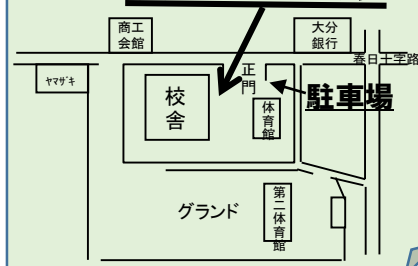 商工
会館
大分
銀行
春日十字路
ヤマザキ
正門
校舎
体育館
駐車場
グランド
第二体育館